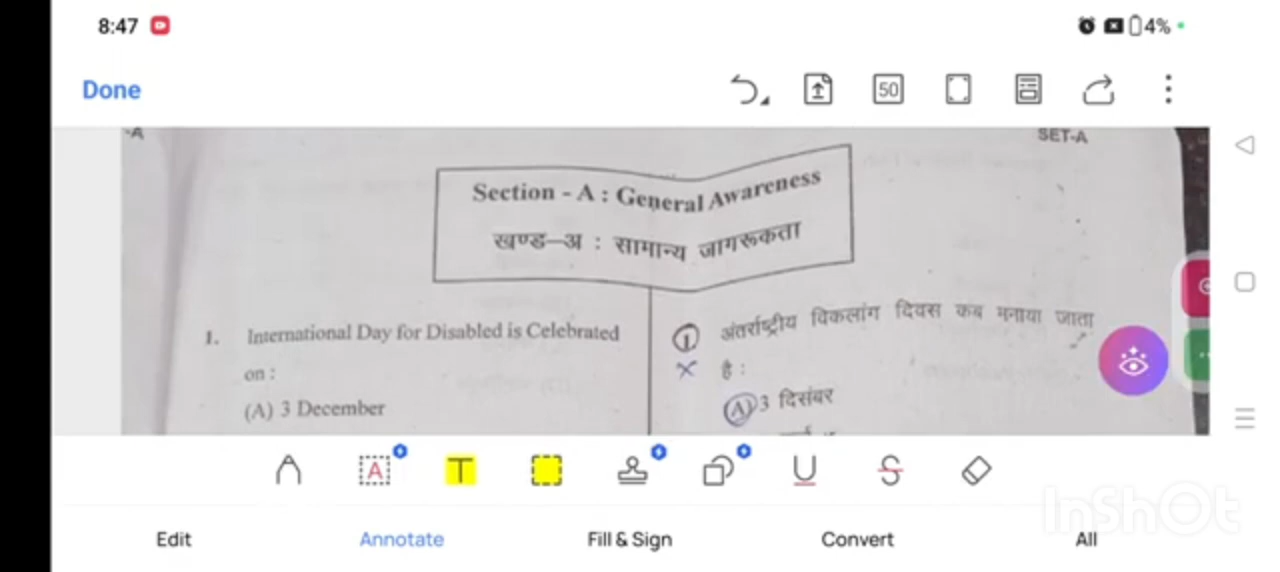 8:47
4%
Done
50
-A
SET-A
Section - A : General Awareness
खण्ड–अ : सामान्य जागरूकता
1. International Day for Disabled is Celebrated
on :
(A) 3 December
1 अंतर्राष्ट्रीय विकलांग दिवस कब मनाया जाता
है :
(A) 3 दिसंबर
A T U S
Edit Annotate Fill & Sign Convert All
InShOt